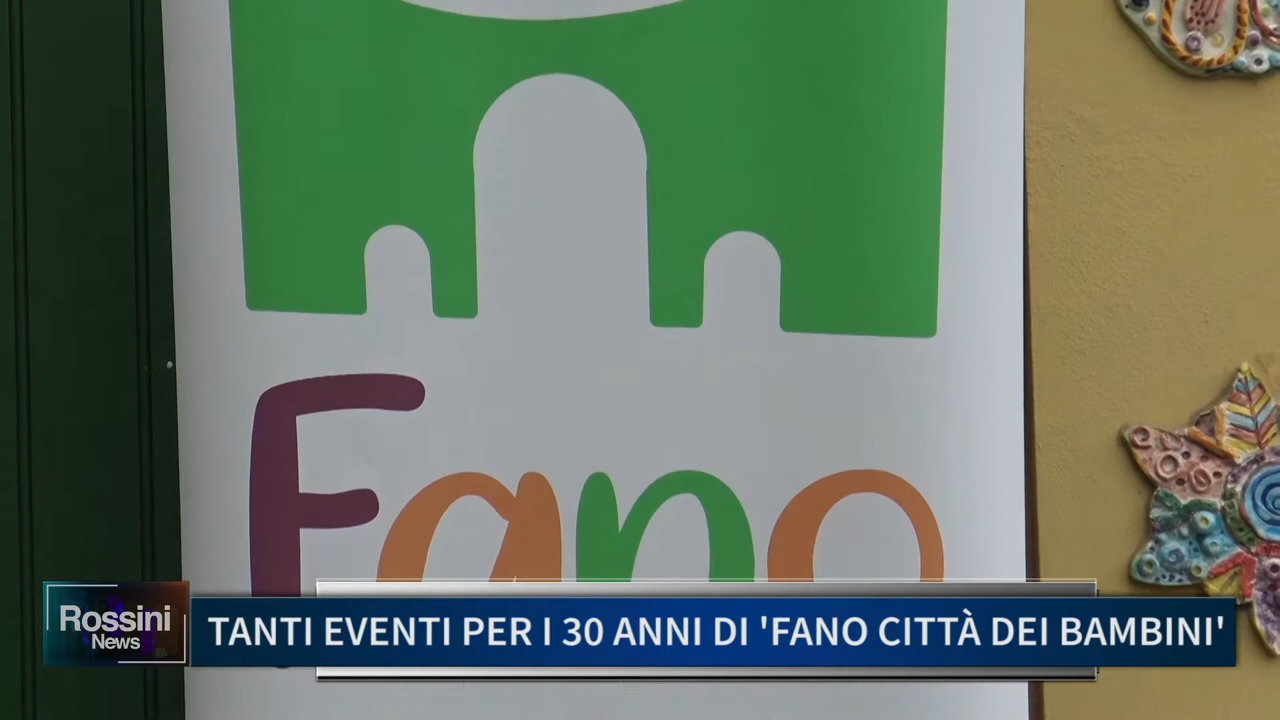 Fano
Rossini
News
TANTI EVENTI PER I 30 ANNI DI 'FANO CITTÀ DEI BAMBINI'